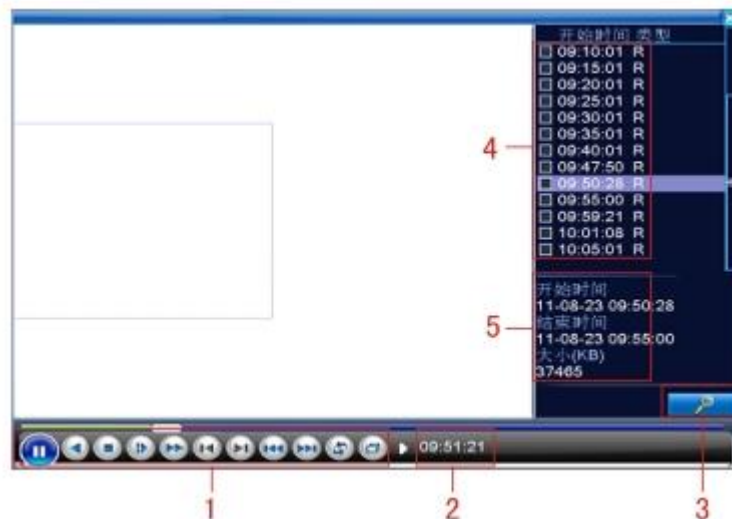 开始时间 类型
09:10:01 R
09:15:01 R
09:20:01 R
09:25:01 R
09:30:01 R
09:35:01 R
09:40:01 R
09:47:50 R
09:50:28 R
09:55:00 R
09:59:21 R
10:01:08 R
10:05:01 R
4
开始时间
11-08-23 09:50:28
结束时间
11-08-23 09:55:00
大小(KB)
37465
5
09:51:21
1
2
3